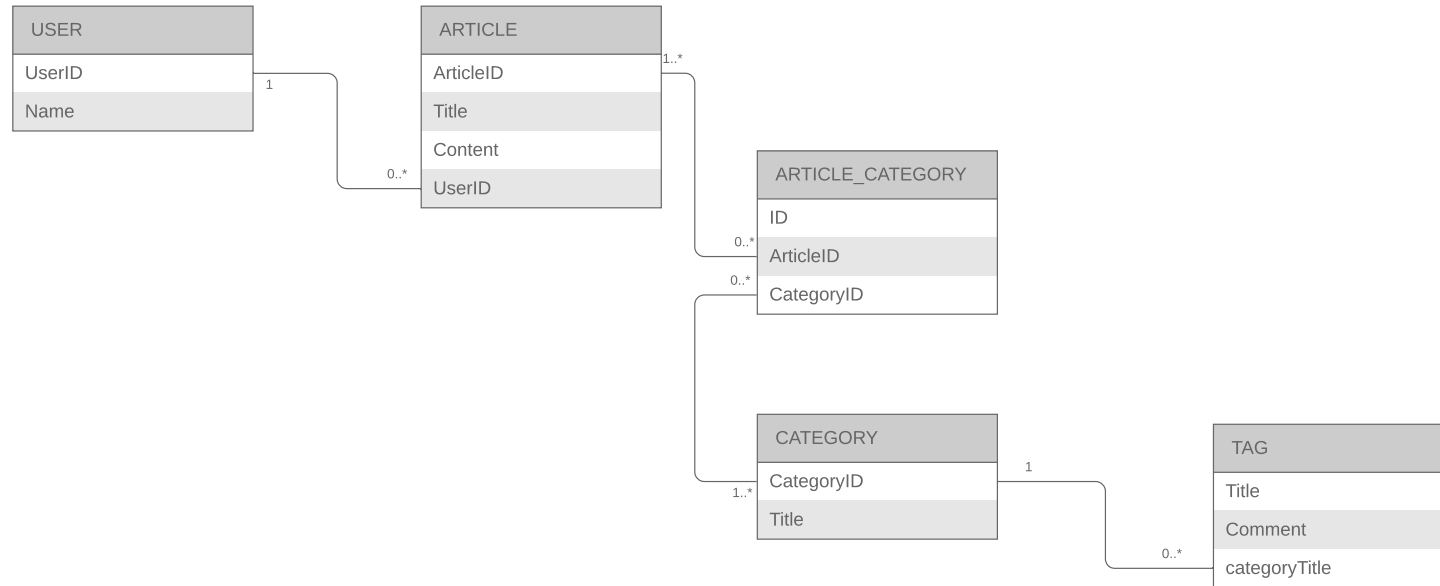 USER
UserID
Name
1
0..*
ARTICLE
ArticleID
Title
Content
UserID
1..*
0..*
ARTICLE_CATEGORY
ID
ArticleID
CategoryID
0..*
1..*
CATEGORY
CategoryID
Title
1
0..*
TAG
Title
Comment
categoryTitle